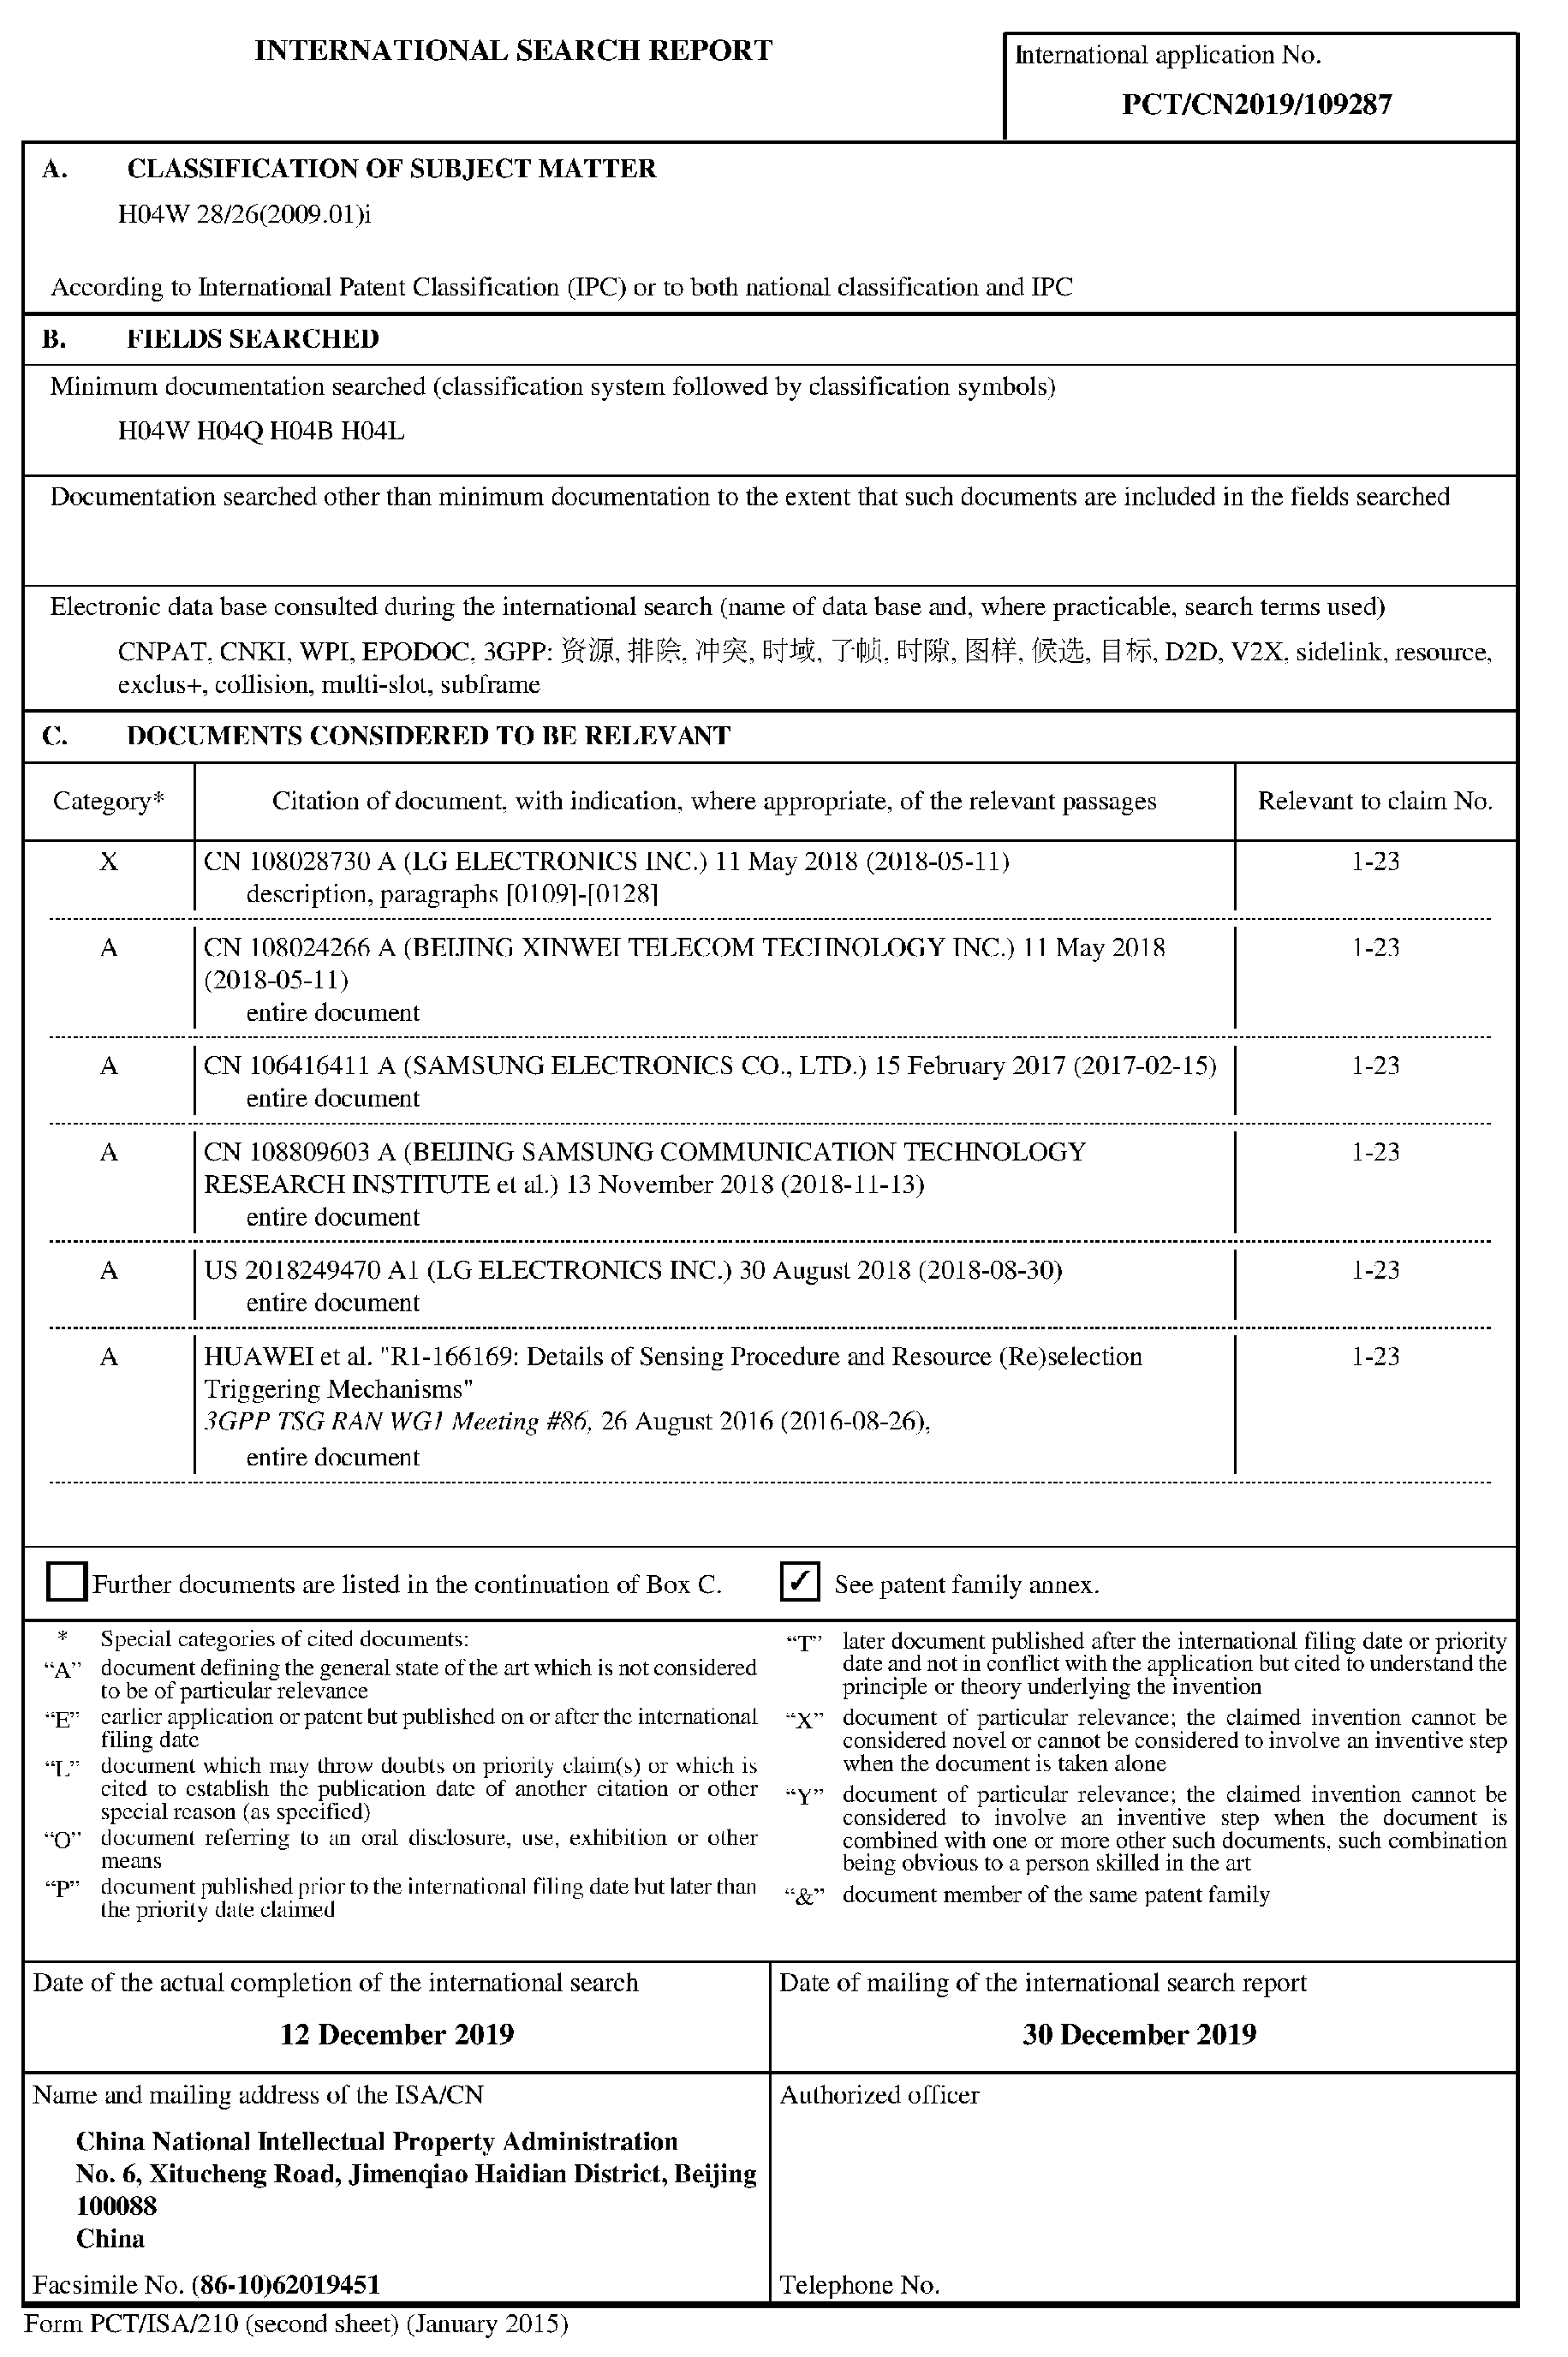 INTERNATIONAL SEARCH REPORT
International application No.
PCT/CN2019/109287
A. CLASSIFICATION OF SUBJECT MATTER
H04W 28/26(2009.01)i
According to International Patent Classification (IPC) or to both national classification and IPC
B. FIELDS SEARCHED
Minimum documentation searched (classification system followed by classification symbols)
H04W H04Q H04B H04L
Documentation searched other than minimum documentation to the extent that such documents are included in the fields searched
Electronic data base consulted during the international search (name of data base and, where practicable, search terms used)
CNPAT, CNKI, WPI, EPODOC, 3GPP: 资源, 排除, 冲突, 时域, 子帧, 时隙, 图样, 候选, 目标, D2D, V2X, sidelink, resource,
exclus+, collision, multi-slot, subframe
C. DOCUMENTS CONSIDERED TO BE RELEVANT
Category* Citation of document, with indication, where appropriate, of the relevant passages Relevant to claim No.
X CN 108028730 A (LG ELECTRONICS INC.) 11 May 2018 (2018-05-11) 1-23
description, paragraphs [0109]-[0128]
A CN 108024266 A (BEIJING XINWEI TELECOM TECHNOLOGY INC.) 11 May 2018 1-23
(2018-05-11)
entire document
A CN 106416411 A (SAMSUNG ELECTRONICS CO., LTD.) 15 February 2017 (2017-02-15) 1-23
entire document
A CN 108809603 A (BEIJING SAMSUNG COMMUNICATION TECHNOLOGY 1-23
RESEARCH INSTITUTE et al.) 13 November 2018 (2018-11-13)
entire document
A US 2018249470 A1 (LG ELECTRONICS INC.) 30 August 2018 (2018-08-30) 1-23
entire document
A HUAWEI et al. "R1-166169: Details of Sensing Procedure and Resource (Re)selection 1-23
Triggering Mechanisms"
3GPP TSG RAN WG1 Meeting #86, 26 August 2016 (2016-08-26),
entire document
Further documents are listed in the continuation of Box C. ✓ See patent family annex.
* Special categories of cited documents:
“A” document defining the general state of the art which is not considered
to be of particular relevance
“E” earlier application or patent but published on or after the international
filing date
“L” document which may throw doubts on priority claim(s) or which is
cited to establish the publication date of another citation or other
special reason (as specified)
“O” document referring to an oral disclosure, use, exhibition or other
means
“P” document published prior to the international filing date but later than
the priority date claimed
“T” later document published after the international filing date or priority
date and not in conflict with the application but cited to understand the
principle or theory underlying the invention
“X” document of particular relevance; the claimed invention cannot be
considered novel or cannot be considered to involve an inventive step
when the document is taken alone
“Y” document of particular relevance; the claimed invention cannot be
considered to involve an inventive step when the document is
combined with one or more other such documents, such combination
being obvious to a person skilled in the art
“&” document member of the same patent family
Date of the actual completion of the international search
12 December 2019
Date of mailing of the international search report
30 December 2019
Name and mailing address of the ISA/CN
China National Intellectual Property Administration
No. 6, Xitucheng Road, Jimenqiao Haidian District, Beijing
100088
China
Facsimile No. (86-10)62019451
Authorized officer
Telephone No.
Form PCT/ISA/210 (second sheet) (January 2015)